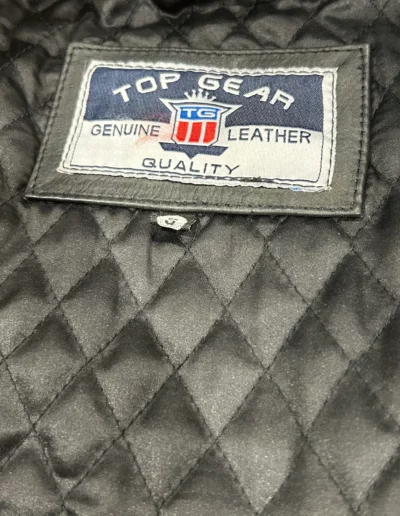 TOP GEAR
TG
GENUINE LEATHER
QUALITY